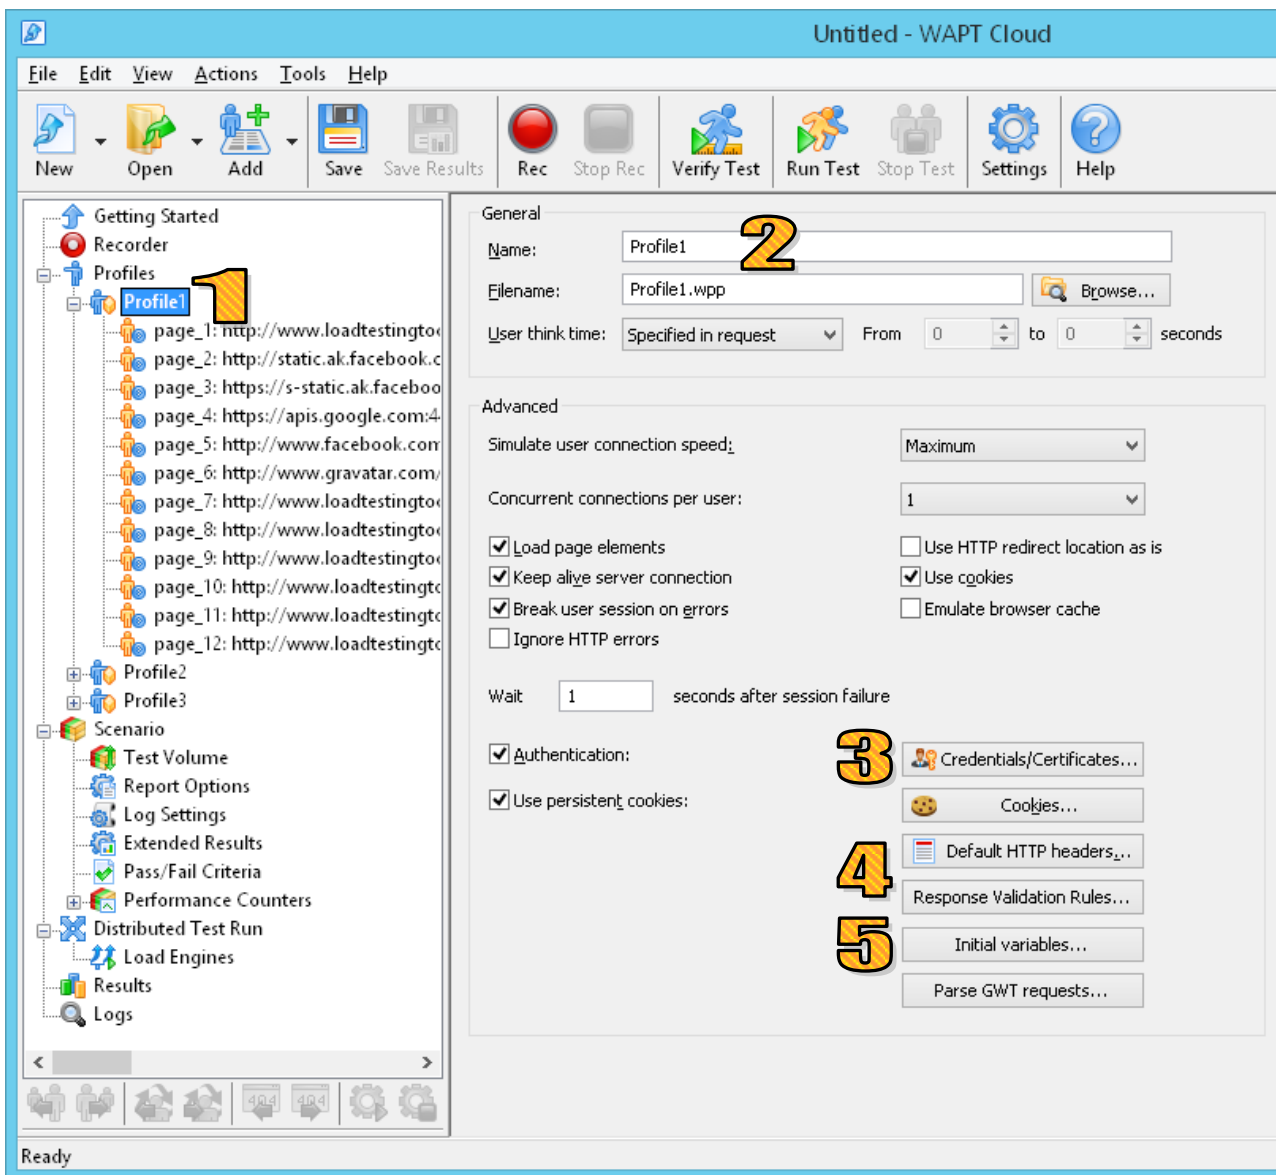 Untitled - WAPT Cloud
File Edit View Actions Tools Help
New Open Add Save Save Results Rec Stop Rec Verify Test Run Test Stop Test Settings Help
Getting Started
Recorder
Profiles
1
Profile1
page_1: http://www.loadtestingtoo
page_2: http://static.ak.facebook.c
page_3: https://s-static.ak.faceboo
page_4: https://apis.google.com:4
page_5: http://www.facebook.com
page_6: http://www.gravatar.com/
page_7: http://www.loadtestingtoo
page_8: http://www.loadtestingtoo
page_9: http://www.loadtestingtoo
page_10: http://www.loadtestingtc
page_11: http://www.loadtestingtc
page_12: http://www.loadtestingtc
Profile2
Profile3
Scenario
Test Volume
Report Options
Log Settings
Extended Results
Pass/Fail Criteria
Performance Counters
Distributed Test Run
Load Engines
Results
Logs
404 404
General
2
Name: Profile1
Filename: Profile1.wpp Browse...
User think time: Specified in request From 0 to 0 seconds
Advanced
Simulate user connection speed: Maximum
Concurrent connections per user: 1
Load page elements Use HTTP redirect location as is
Keep alive server connection Use cookies
Break user session on errors Emulate browser cache
Ignore HTTP errors
Wait 1 seconds after session failure
Authentication: 3 Credentials/Certificates...
Use persistent cookies: Cookies...
4 Default HTTP headers...
Response Validation Rules...
5 Initial variables...
Parse GWT requests...
Ready